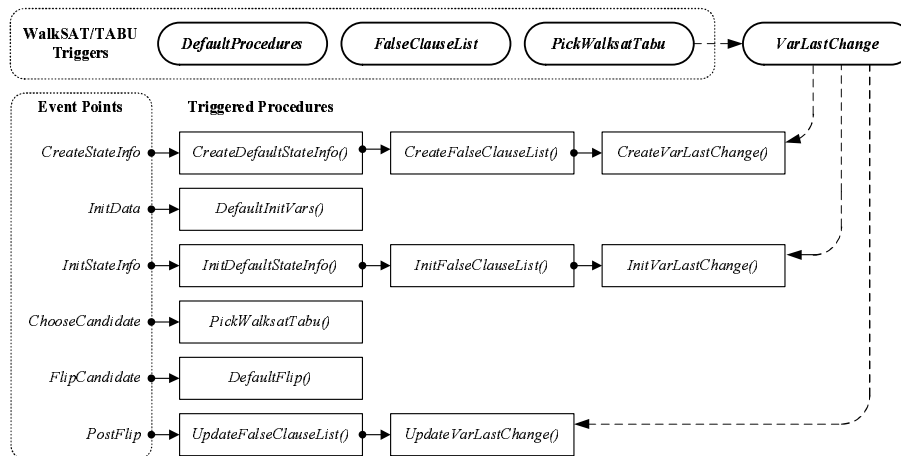 WalkSAT/TABU
Triggers
DefaultProcedures
FalseClauseList
PickWalksatTabu
VarLastChange
Event Points
Triggered Procedures
CreateStateInfo
CreateDefaultStateInfo()
CreateFalseClauseList()
CreateVarLastChange()
InitData
DefaultInitVars()
InitStateInfo
InitDefaultStateInfo()
InitFalseClauseList()
InitVarLastChange()
ChooseCandidate
PickWalksatTabu()
FlipCandidate
DefaultFlip()
PostFlip
UpdateFalseClauseList()
UpdateVarLastChange()